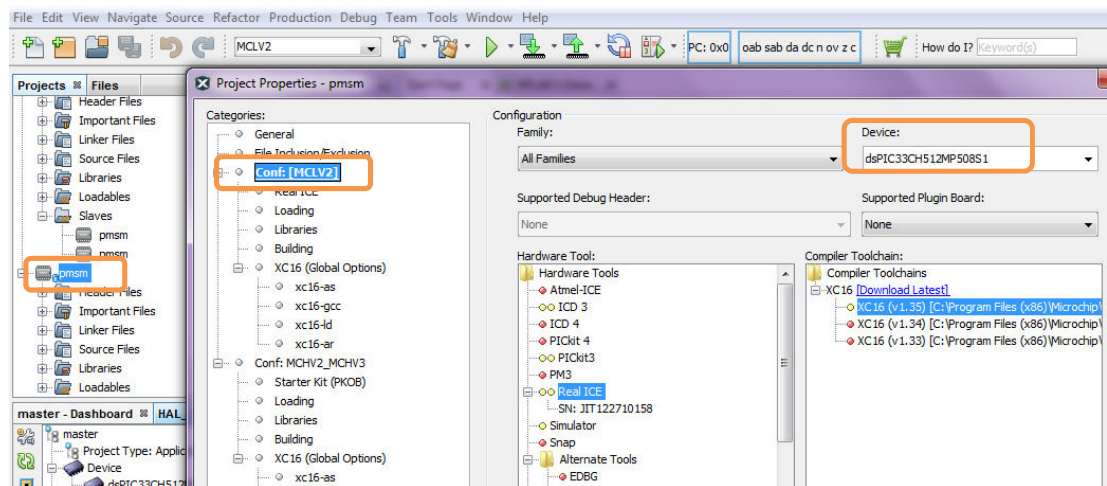 File Edit View Navigate Source Refactor Production Debug Team Tools Window Help
MCLV2 PC: 0x0 oab sab da dc n ov z c How do I? Keyword(s)
Projects Files
Header Files
Important Files
Linker Files
Source Files
Libraries
Loadables
Slaves
pmsm
pmsm
pmsm
Header Files
Important Files
Linker Files
Source Files
Libraries
Loadables
master - Dashboard HAL_
master
Project Type: Applic
Device
dsPIC33CH512
Project Properties - pmsm
Categories:
General
File Inclusion/Exclusion
Conf: [MCLV2]
Real ICE
Loading
Libraries
Building
XC16 (Global Options)
xc16-as
xc16-gcc
xc16-ld
xc16-ar
Conf: MCHV2_MCHV3
Starter Kit (PKOB)
Loading
Libraries
Building
XC16 (Global Options)
xc16-as
Configuration
Family:
All Families
Device:
dsPIC33CH512MP508S1
Supported Debug Header:
None
Supported Plugin Board:
None
Hardware Tool:
Hardware Tools
Atmel-ICE
ICD 3
ICD 4
PICkit 4
PICkit3
PM3
Real ICE
SN: JIT122710158
Simulator
Snap
Alternate Tools
EDBG
Compiler Toolchain:
Compiler Toolchains
XC16 [Download Latest]
XC16 (v1.35) [C:\Program Files (x86)\Microchip\
XC16 (v1.34) [C:\Program Files (x86)\Microchip\
XC16 (v1.33) [C:\Program Files (x86)\Microchip\